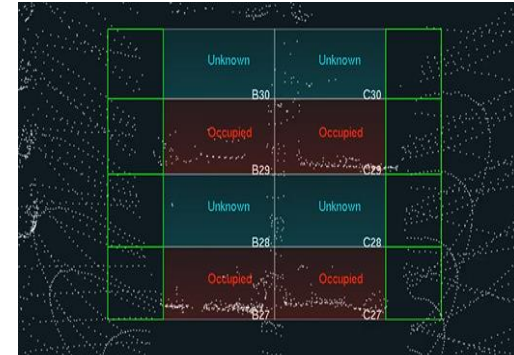 Unknown Unknown
B30 C30
Occupied Occupied
B29 C29
Unknown Unknown
B28 C28
Occupied Occupied
B27 C27